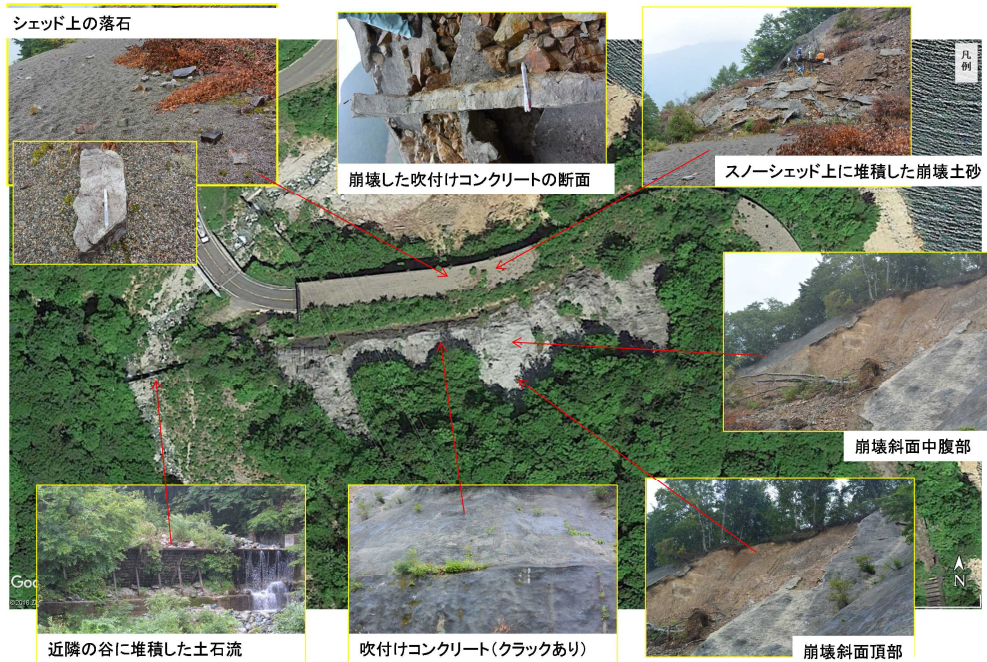 シェッド上の落石
凡例
崩壊した吹付けコンクリートの断面
スノーシェッド上に堆積した崩壊土砂
崩壊斜面中腹部
Goo
N
近隣の谷に堆積した土石流
吹付けコンクリート(クラックあり)
崩壊斜面頂部